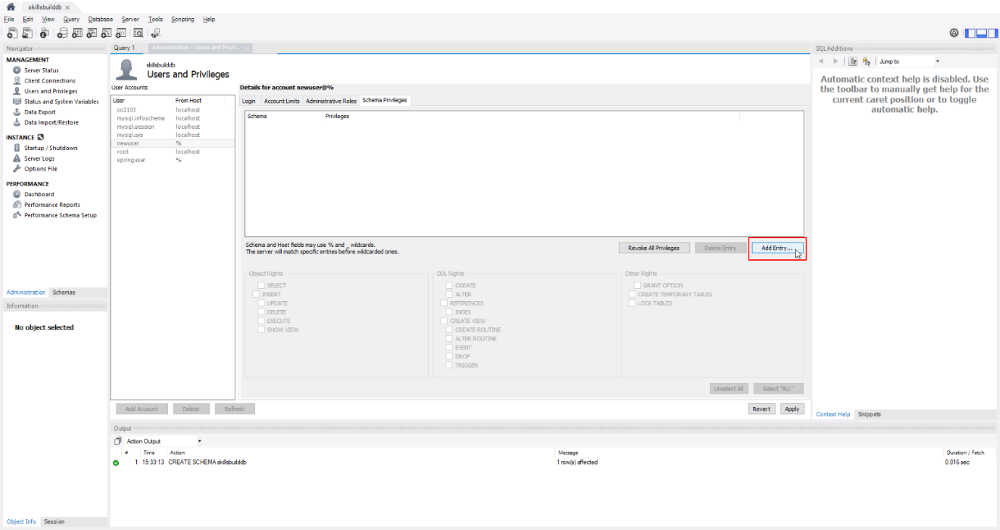 skillsbuilddb ×
File Edit View Query Database Server Tools Scripting Help
Navigator
MANAGEMENT
Server Status
Client Connections
Users and Privileges
Status and System Variables
Data Export
Data Import/Restore
INSTANCE
Startup / Shutdown
Server Logs
Options File
PERFORMANCE
Dashboard
Performance Reports
Performance Schema Setup
Administration Schemas
Information
No object selected
Object Info Session
Query 1 Administration - Users and Privil... ×
skillsbuilddb
Users and Privileges
User Accounts
User From Host
co2103 localhost
mysql.infoschema localhost
mysql.session localhost
mysql.sys localhost
newuser %
root localhost
springuser %
Add Account Delete Refresh
Details for account newuser@%
Login Account Limits Administrative Roles Schema Privileges
Schema Privileges
Schema and Host fields may use % and _ wildcards.
The server will match specific entries before wildcarded ones.
Revoke All Privileges Delete Entry Add Entry...
Object Rights
SELECT
INSERT
UPDATE
DELETE
EXECUTE
SHOW VIEW
DDL Rights
CREATE
ALTER
REFERENCES
INDEX
CREATE VIEW
CREATE ROUTINE
ALTER ROUTINE
EVENT
DROP
TRIGGER
Other Rights
GRANT OPTION
CREATE TEMPORARY TABLES
LOCK TABLES
Unselect All Select "ALL"
Revert Apply
Output
Action Output
# Time Action Message Duration / Fetch
1 15:33:13 CREATE SCHEMA skillsbuilddb 1 row(s) affected 0.016 sec
SQLAdditions
Jump to
Automatic context help is disabled. Use
the toolbar to manually get help for the
current caret position or to toggle
automatic help.
Context Help Snippets